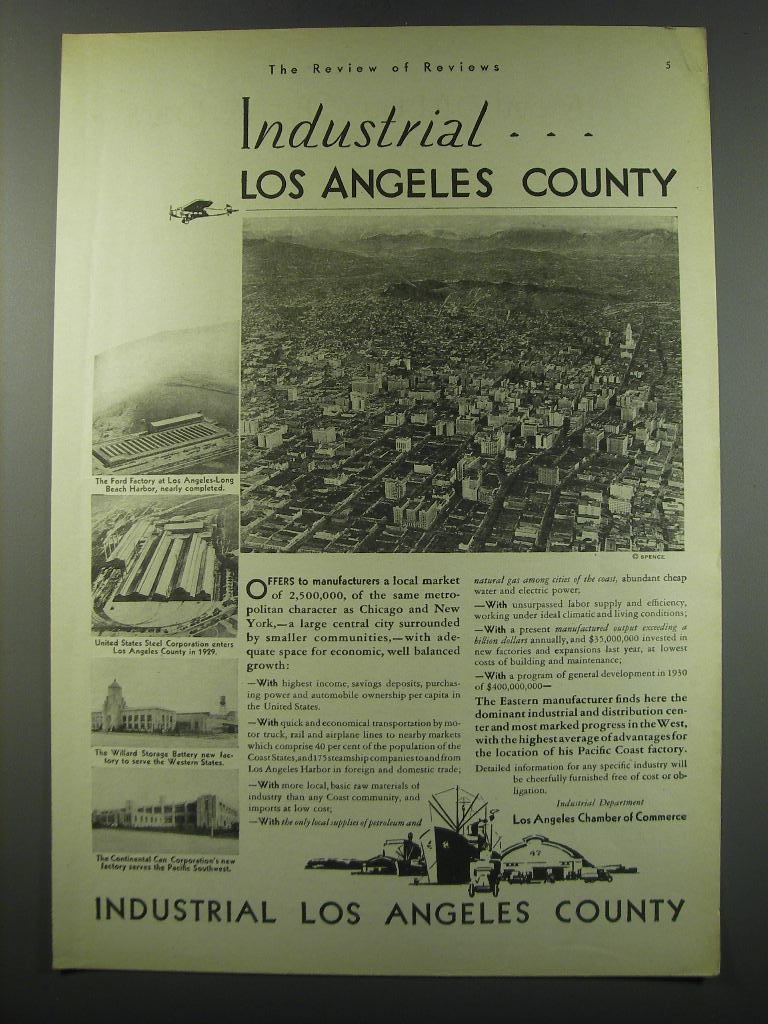 The Review of Reviews
5
Industrial - - -
LOS ANGELES COUNTY
© SPENCE
The Ford Factory at Los Angeles-Long
Beach Harbor, nearly completed.
United States Steel Corporation enters
Los Angeles County in 1929.
The Willard Storage Battery new fac-
tory to serve the Western States.
The Continental Can Corporation's new
factory serves the Pacific Southwest.
OFFERS to manufacturers a local market
of 2,500,000, of the same metro-
politan character as Chicago and New
York,—a large central city surrounded
by smaller communities,—with ade-
quate space for economic, well balanced
growth:
—With highest income, savings deposits, purchas-
ing power and automobile ownership per capita in
the United States.
—With quick and economical transportation by mo-
tor truck, rail and airplane lines to nearby markets
which comprise 40 per cent of the population of the
Coast States, and 175 steamship companies to and from
Los Angeles Harbor in foreign and domestic trade;
—With more local, basic raw materials of
industry than any Coast community, and
imports at low cost;
—With the only local supplies of petroleum and
natural gas among cities of the coast, abundant cheap
water and electric power;
—With unsurpassed labor supply and efficiency,
working under ideal climatic and living conditions;
—With a present manufactured output exceeding a
billion dollars annually, and $35,000,000 invested in
new factories and expansions last year, at lowest
costs of building and maintenance;
—With a program of general development in 1930
of $400,000,000—
The Eastern manufacturer finds here the
dominant industrial and distribution cen-
ter and most marked progress in the West,
with the highest average of advantages for
the location of his Pacific Coast factory.
Detailed information for any specific industry will
be cheerfully furnished free of cost or ob-
ligation.
Industrial Department
Los Angeles Chamber of Commerce
47
INDUSTRIAL LOS ANGELES COUNTY